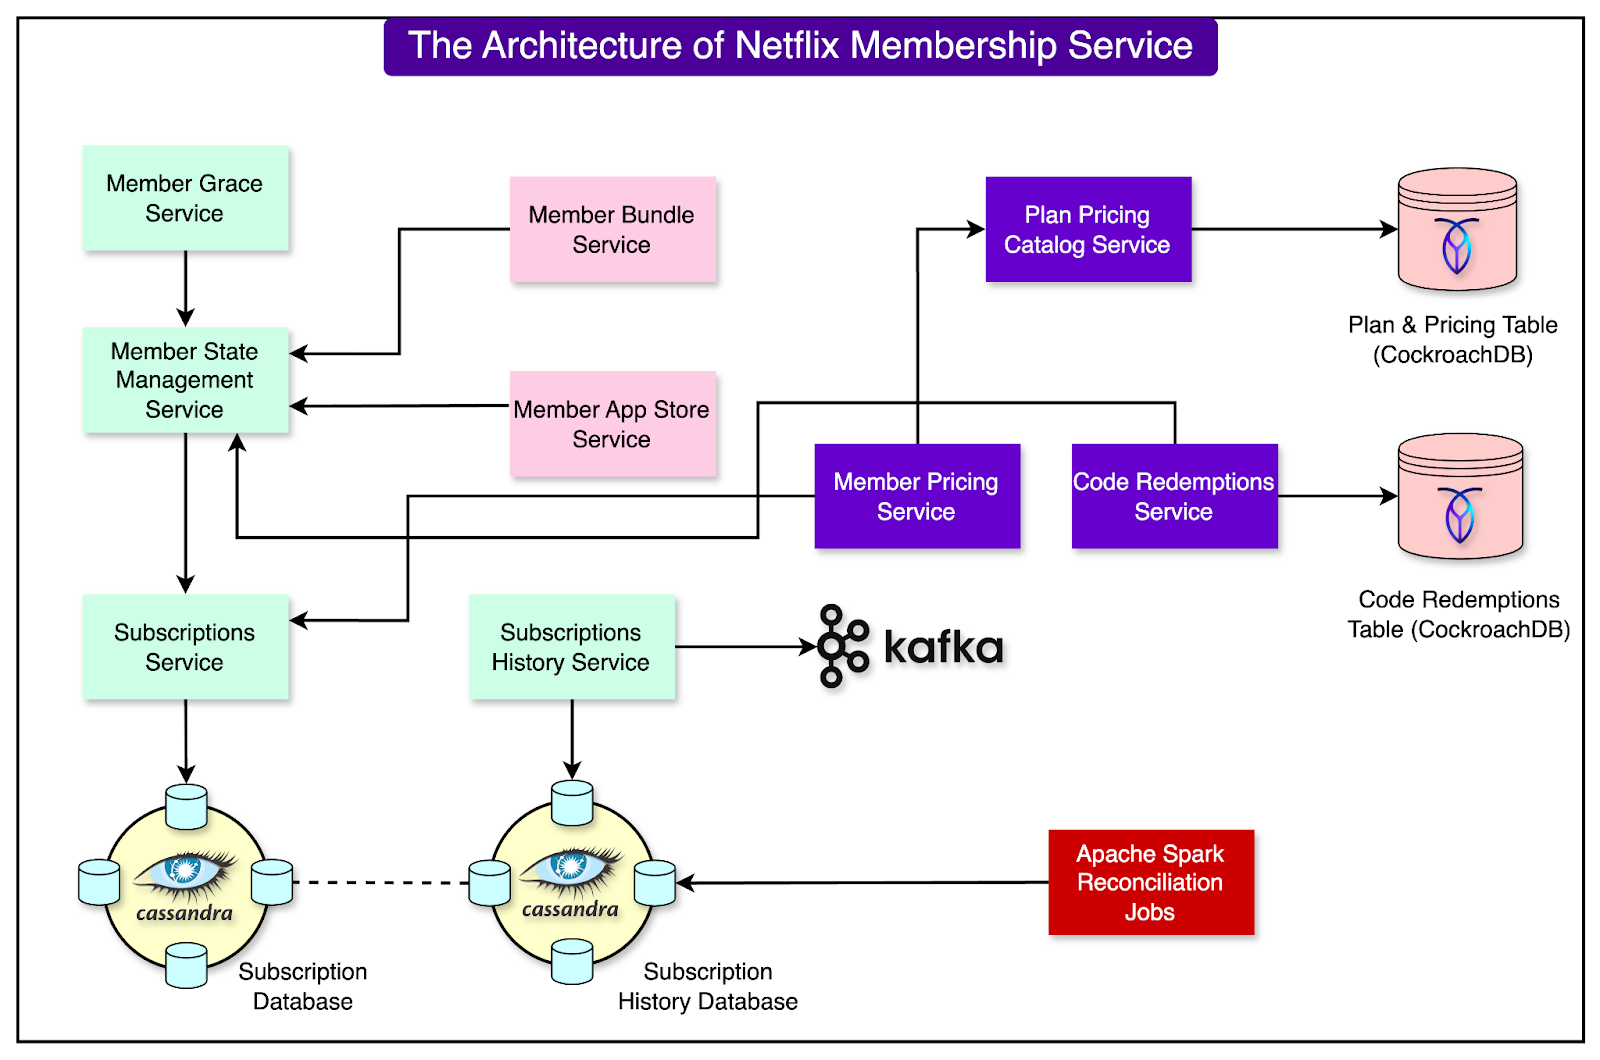 The Architecture of Netflix Membership Service
Member Grace
Service
Member Bundle
Service
Plan Pricing
Catalog Service
Plan & Pricing Table
(CockroachDB)
Member State
Management
Service
Member App Store
Service
Member Pricing
Service
Code Redemptions
Service
Code Redemptions
Table (CockroachDB)
Subscriptions
Service
Subscriptions
History Service
kafka
cassandra
Subscription
Database
cassandra
Subscription
History Database
Apache Spark
Reconciliation
Jobs